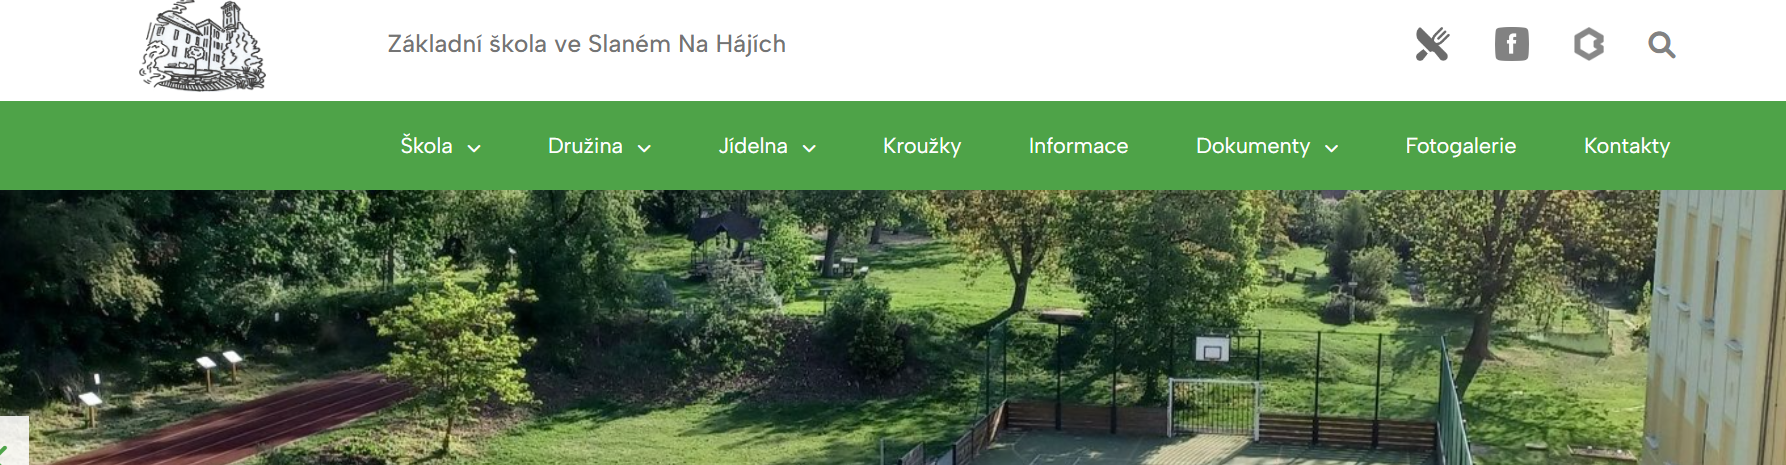 Základní škola ve Slaném Na Hájích
Škola Družina Jídelna Kroužky Informace Dokumenty Fotogalerie Kontakty